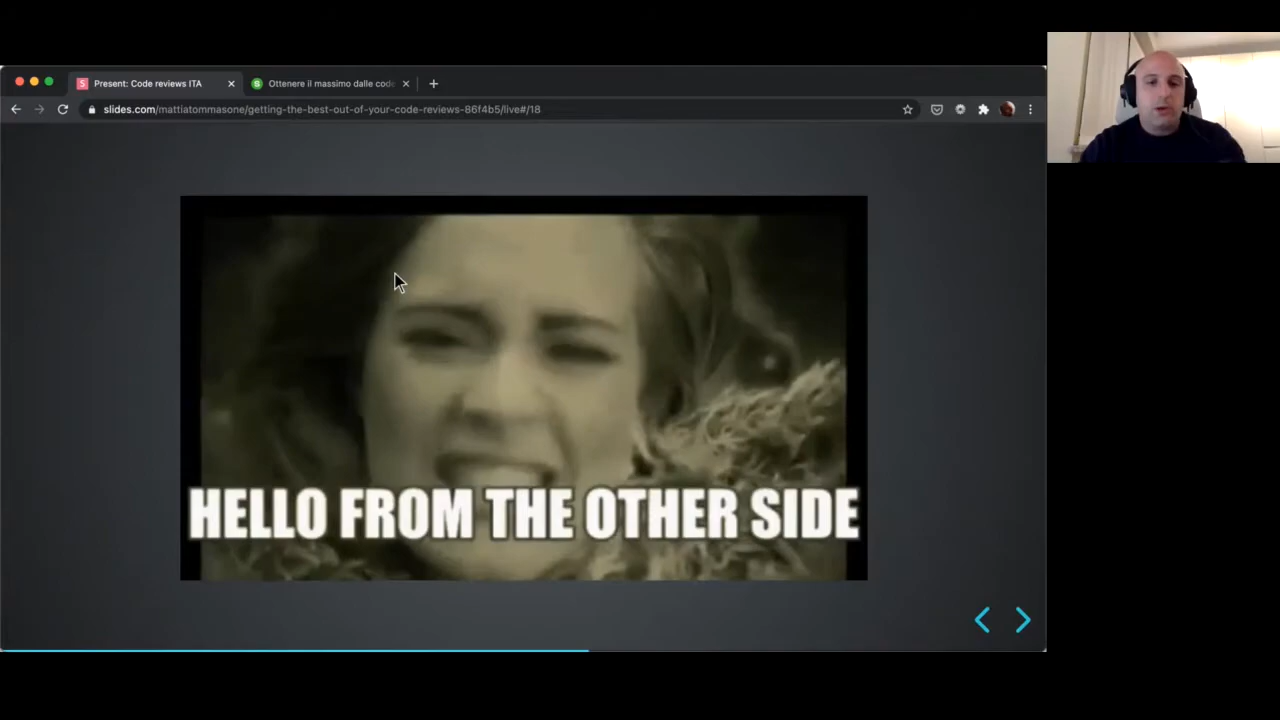 Present: Code reviews ITA
Ottenere il massimo dalle code
slides.com/mattiatommasone/getting-the-best-out-of-your-code-reviews-86f4b5/live#/18
HELLO FROM THE OTHER SIDE